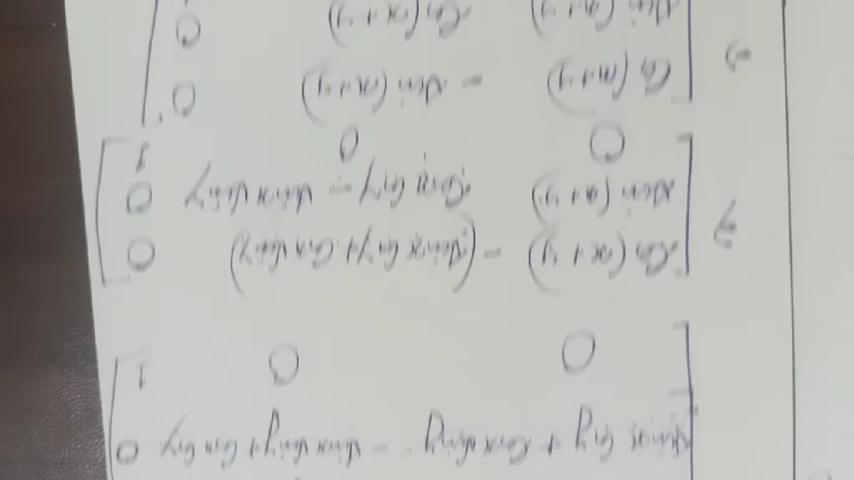 sinx cosy + cosx siny - sinx siny + cosx cosy 0
0 0 1
⇒ cos(x+y) -(sinx cosy + cosx siny) 0
sin(x+y) cosx cosy - sinx siny 0
0 0 1
⇒ cos(x+y) - sin(x+y) 0
sin(x+y) cos(x+y) 0